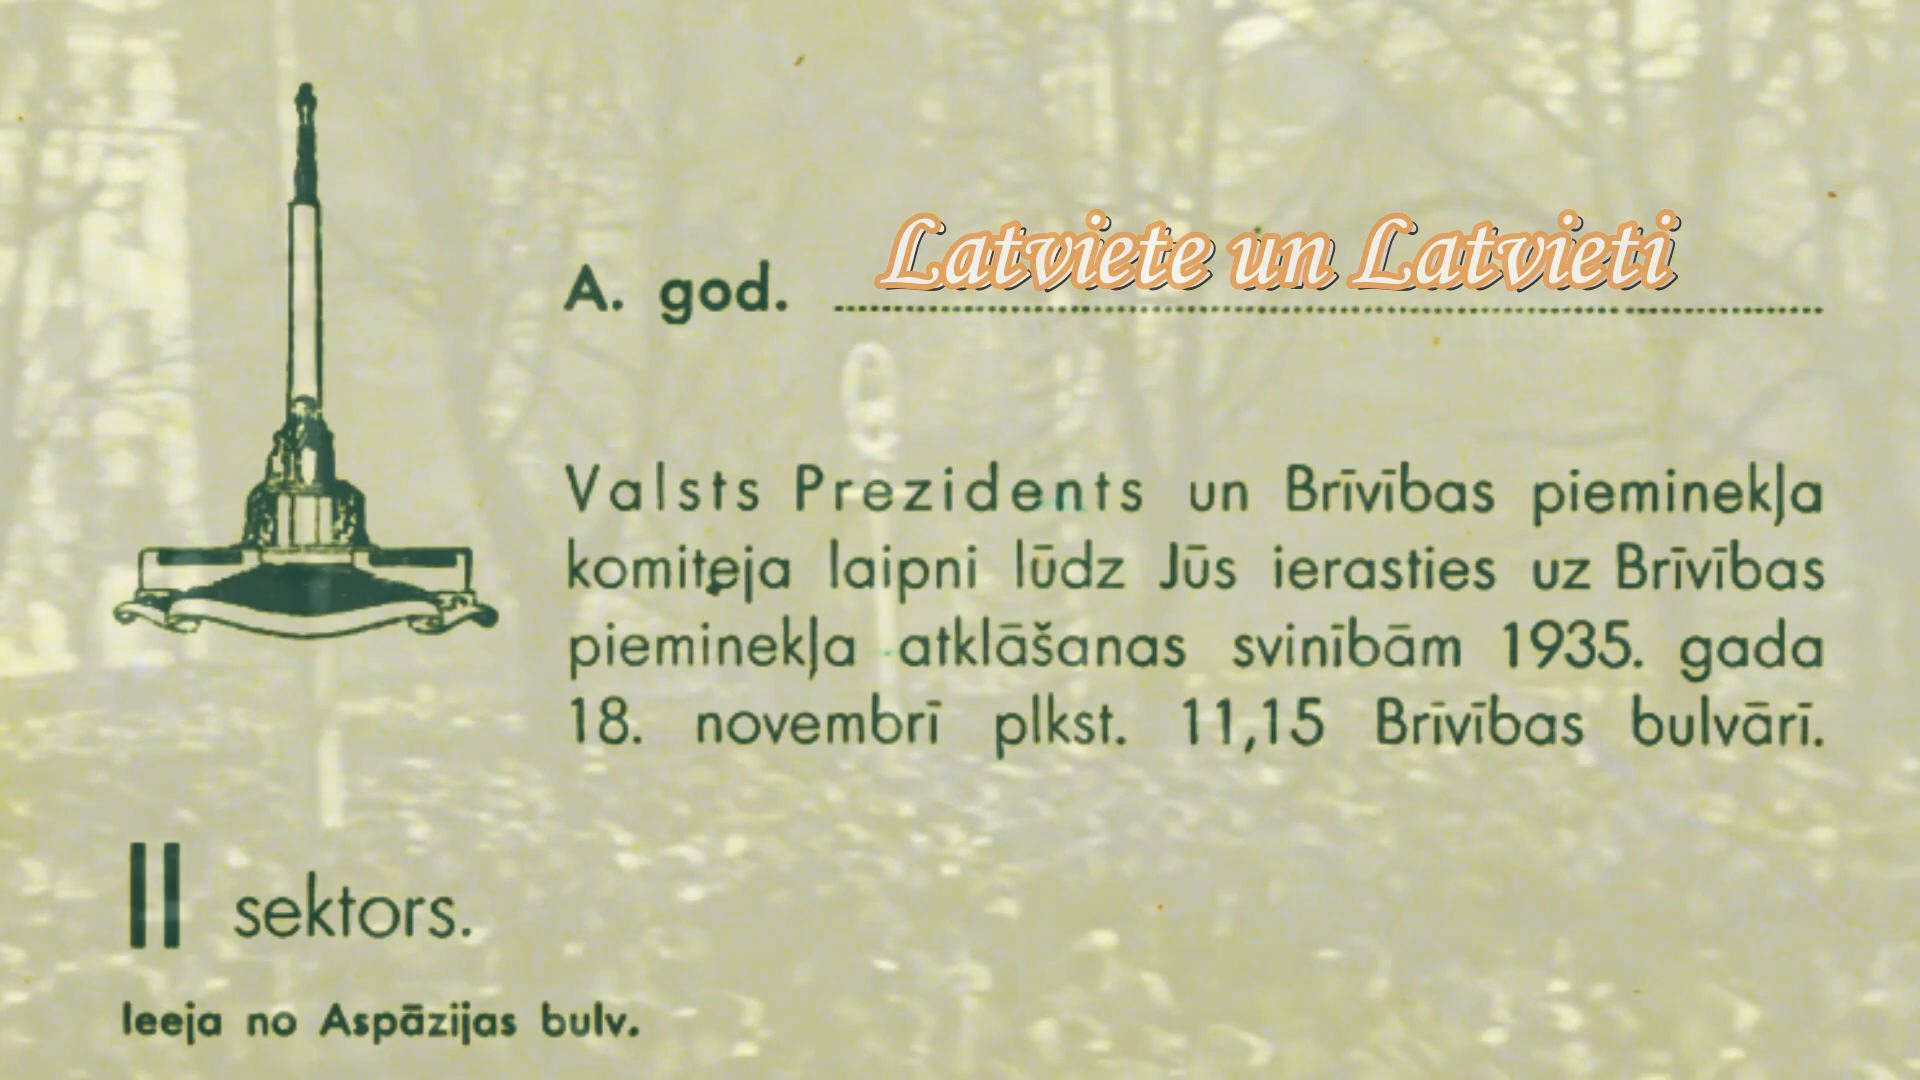 A. god. Latviete un Latvieti
Valsts Prezidents un Brīvības pieminekļa
komiteja laipni lūdz Jūs ierasties uz Brīvības
pieminekļa atklāšanas svinībām 1935. gada
18. novembrī plkst. 11,15 Brīvības bulvārī.
II sektors.
Ieeja no Aspāzijas bulv.